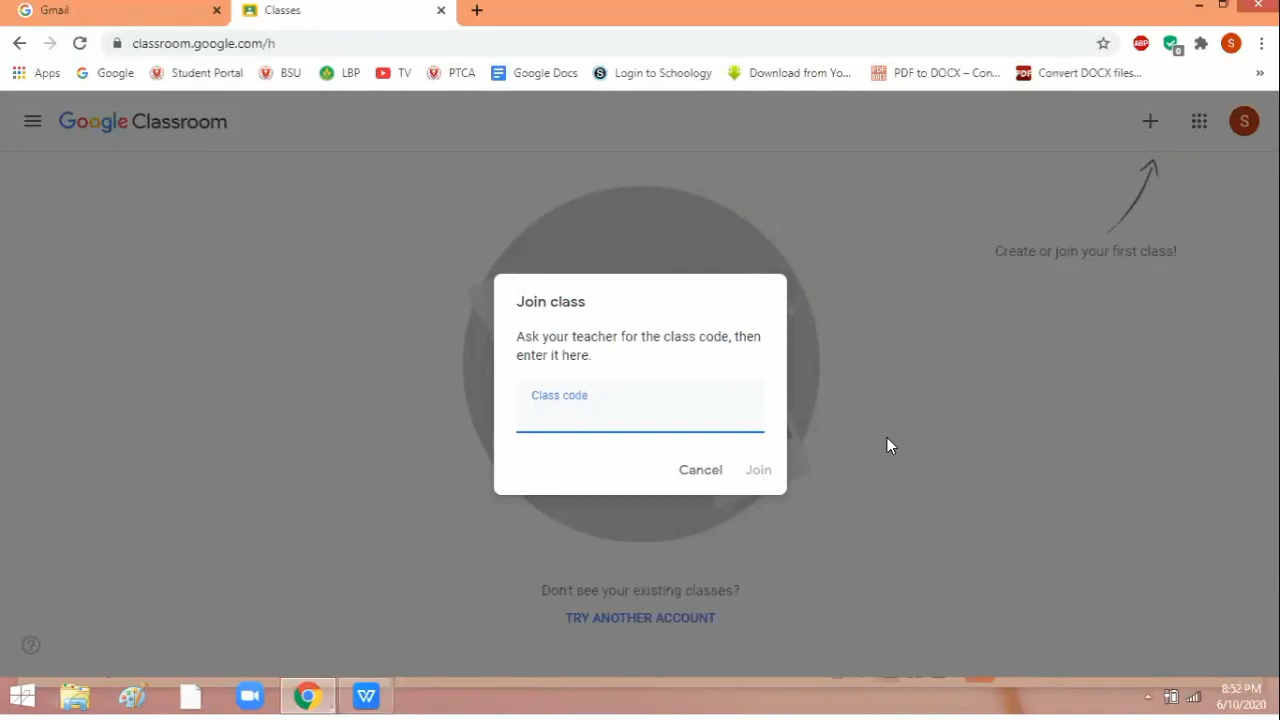 Gmail
Classes
classroom.google.com/h
ABP
0
S
Apps
Google
Student Portal
BSU
LBP
TV
PTCA
Google Docs
S
Login to Schoology
Download from Yo...
PDF to DOCX – Con...
PDF
Convert DOCX files...
»
Google Classroom
S
Create or join your first class!
Join class
Ask your teacher for the class code, then
enter it here.
Class code
Cancel
Join
Don't see your existing classes?
TRY ANOTHER ACCOUNT
W
8:52 PM
6/10/2020